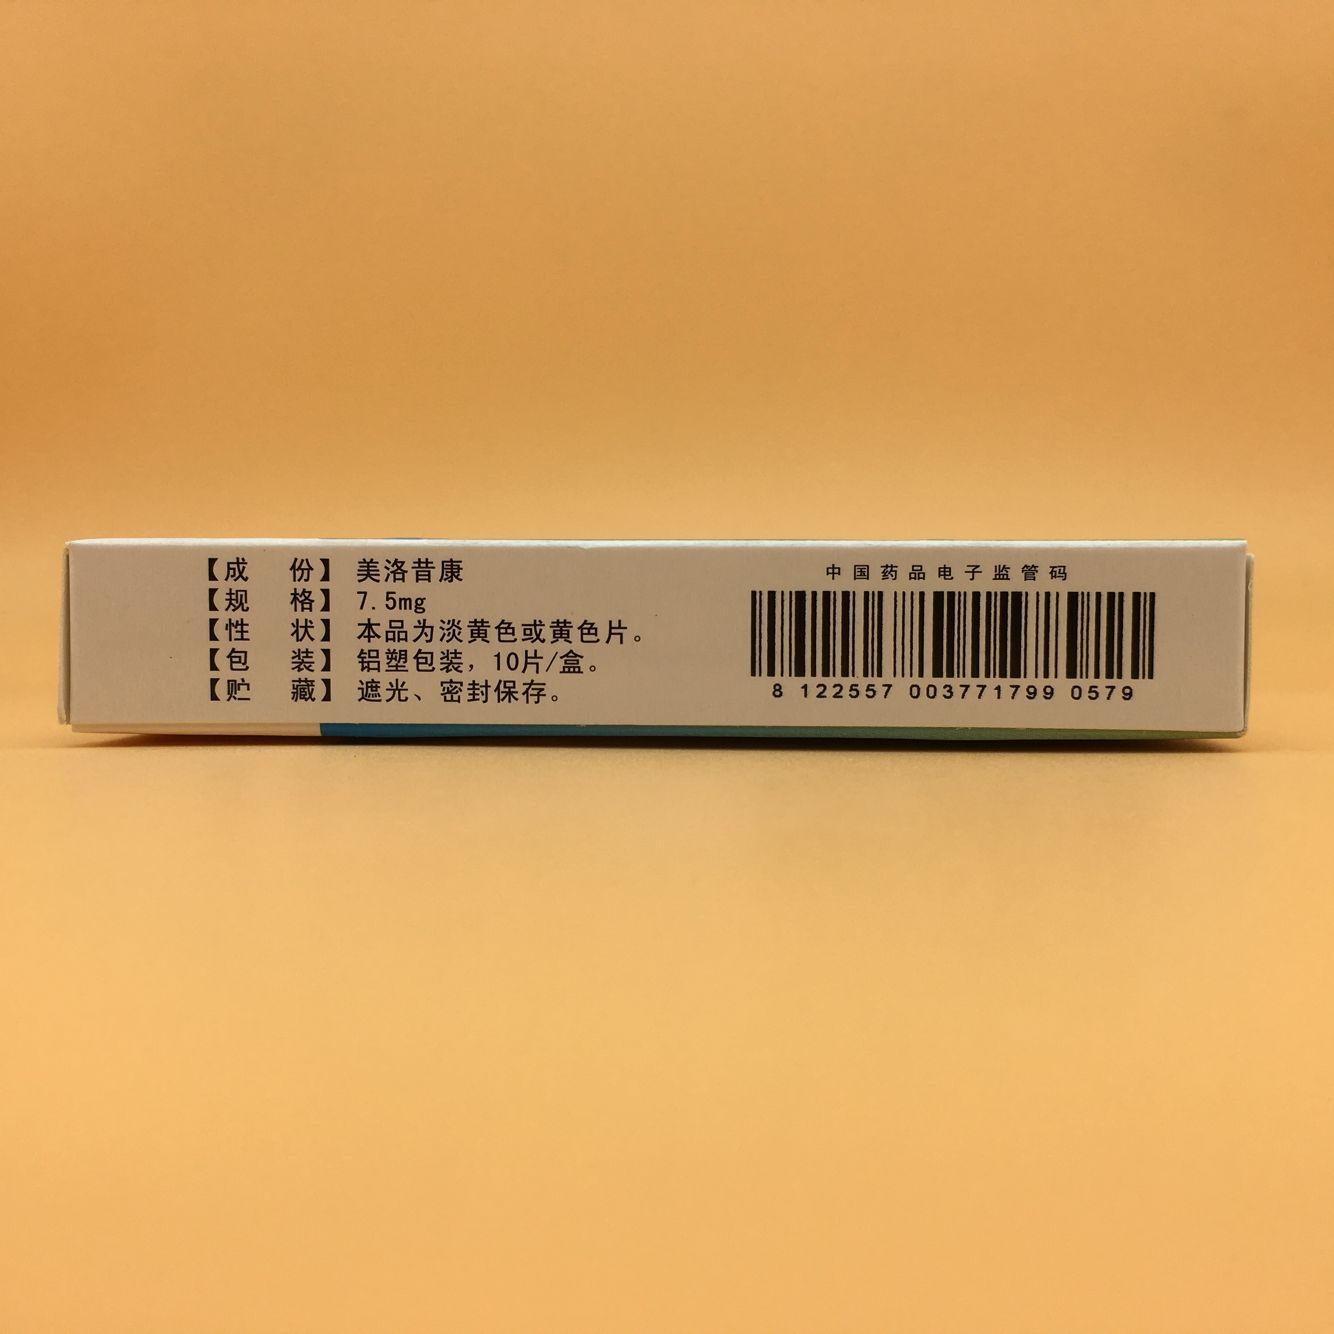 【成 份】 美洛昔康
【规 格】 7.5mg
【性 状】 本品为淡黄色或黄色片。
【包 装】 铝塑包装，10片/盒。
【贮 藏】 遮光、密封保存。
中国药品电子监管码
8 122557 003771799 0579